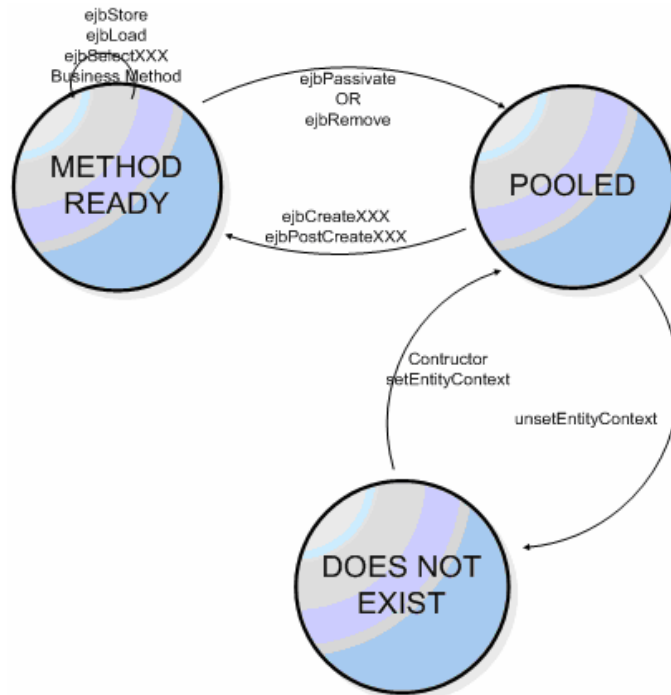 ejbStore
ejbLoad
ejbSelectXXX
Business Method
METHOD
READY
ejbPassivate
OR
ejbRemove
POOLED
ejbCreateXXX
ejbPostCreateXXX
Contructor
setEntityContext
unsetEntityContext
DOES NOT
EXIST